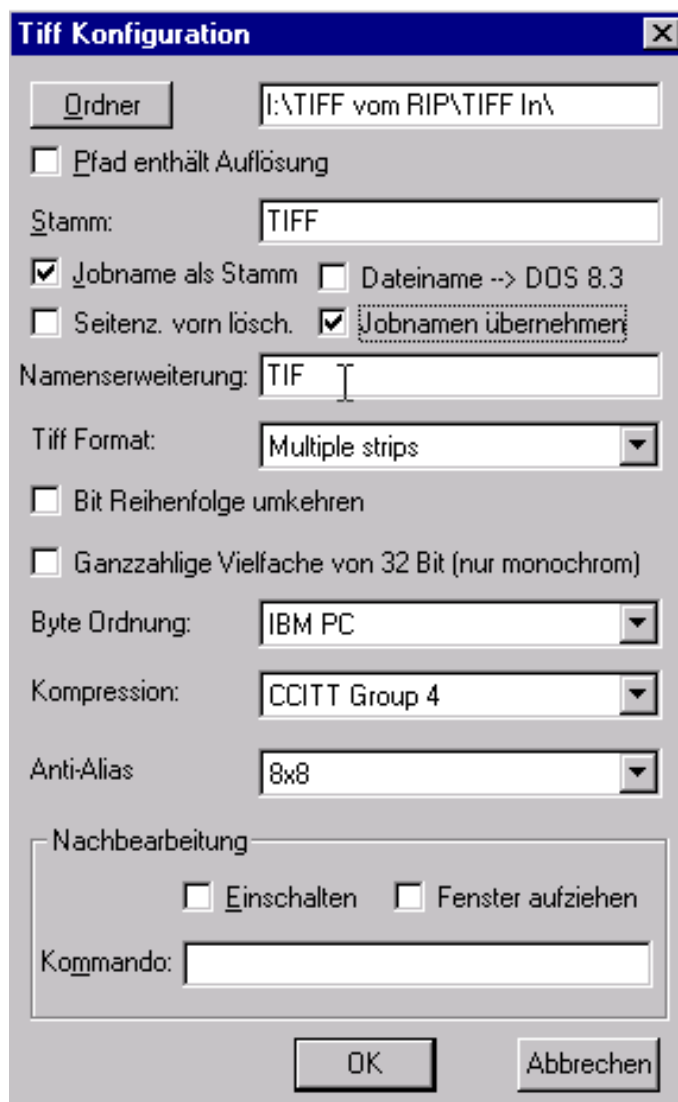 Tiff Konfiguration
Ordner I:\TIFF vom RIP\TIFF In\
Pfad enthält Auflösung
Stamm: TIFF
Jobname als Stamm Dateiname --> DOS 8.3
Seitenz. vorn lösch. Jobnamen übernehmen
Namenserweiterung: TIF
Tiff Format: Multiple strips
Bit Reihenfolge umkehren
Ganzzahlige Vielfache von 32 Bit (nur monochrom)
Byte Ordnung: IBM PC
Kompression: CCITT Group 4
Anti-Alias 8x8
Nachbearbeitung
Einschalten Fenster aufziehen
Kommando:
OK Abbrechen